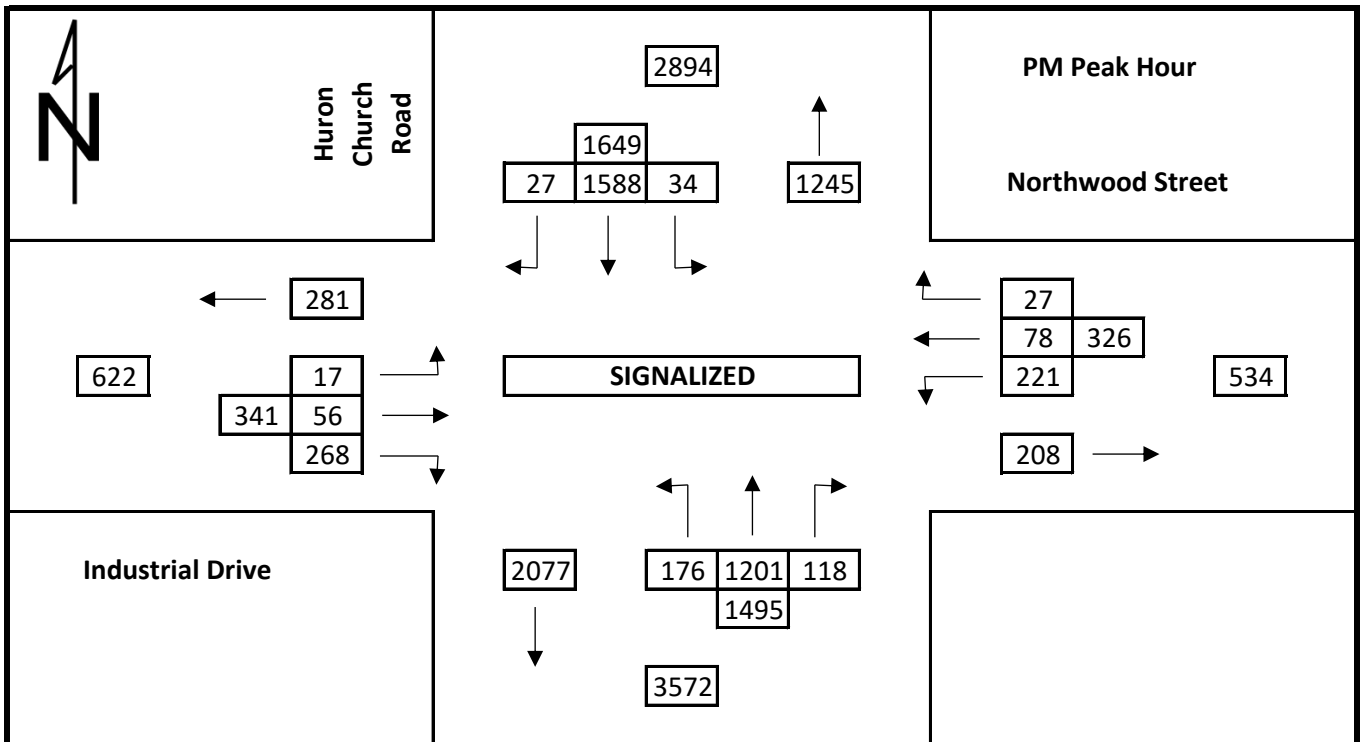 N
Huron
Church
Road
2894
PM Peak Hour
1649
27 1588 34
1245
Northwood Street
281
27
78 326
221
622
17
341 56
268
SIGNALIZED
534
208
Industrial Drive
2077
176 1201 118
1495
3572